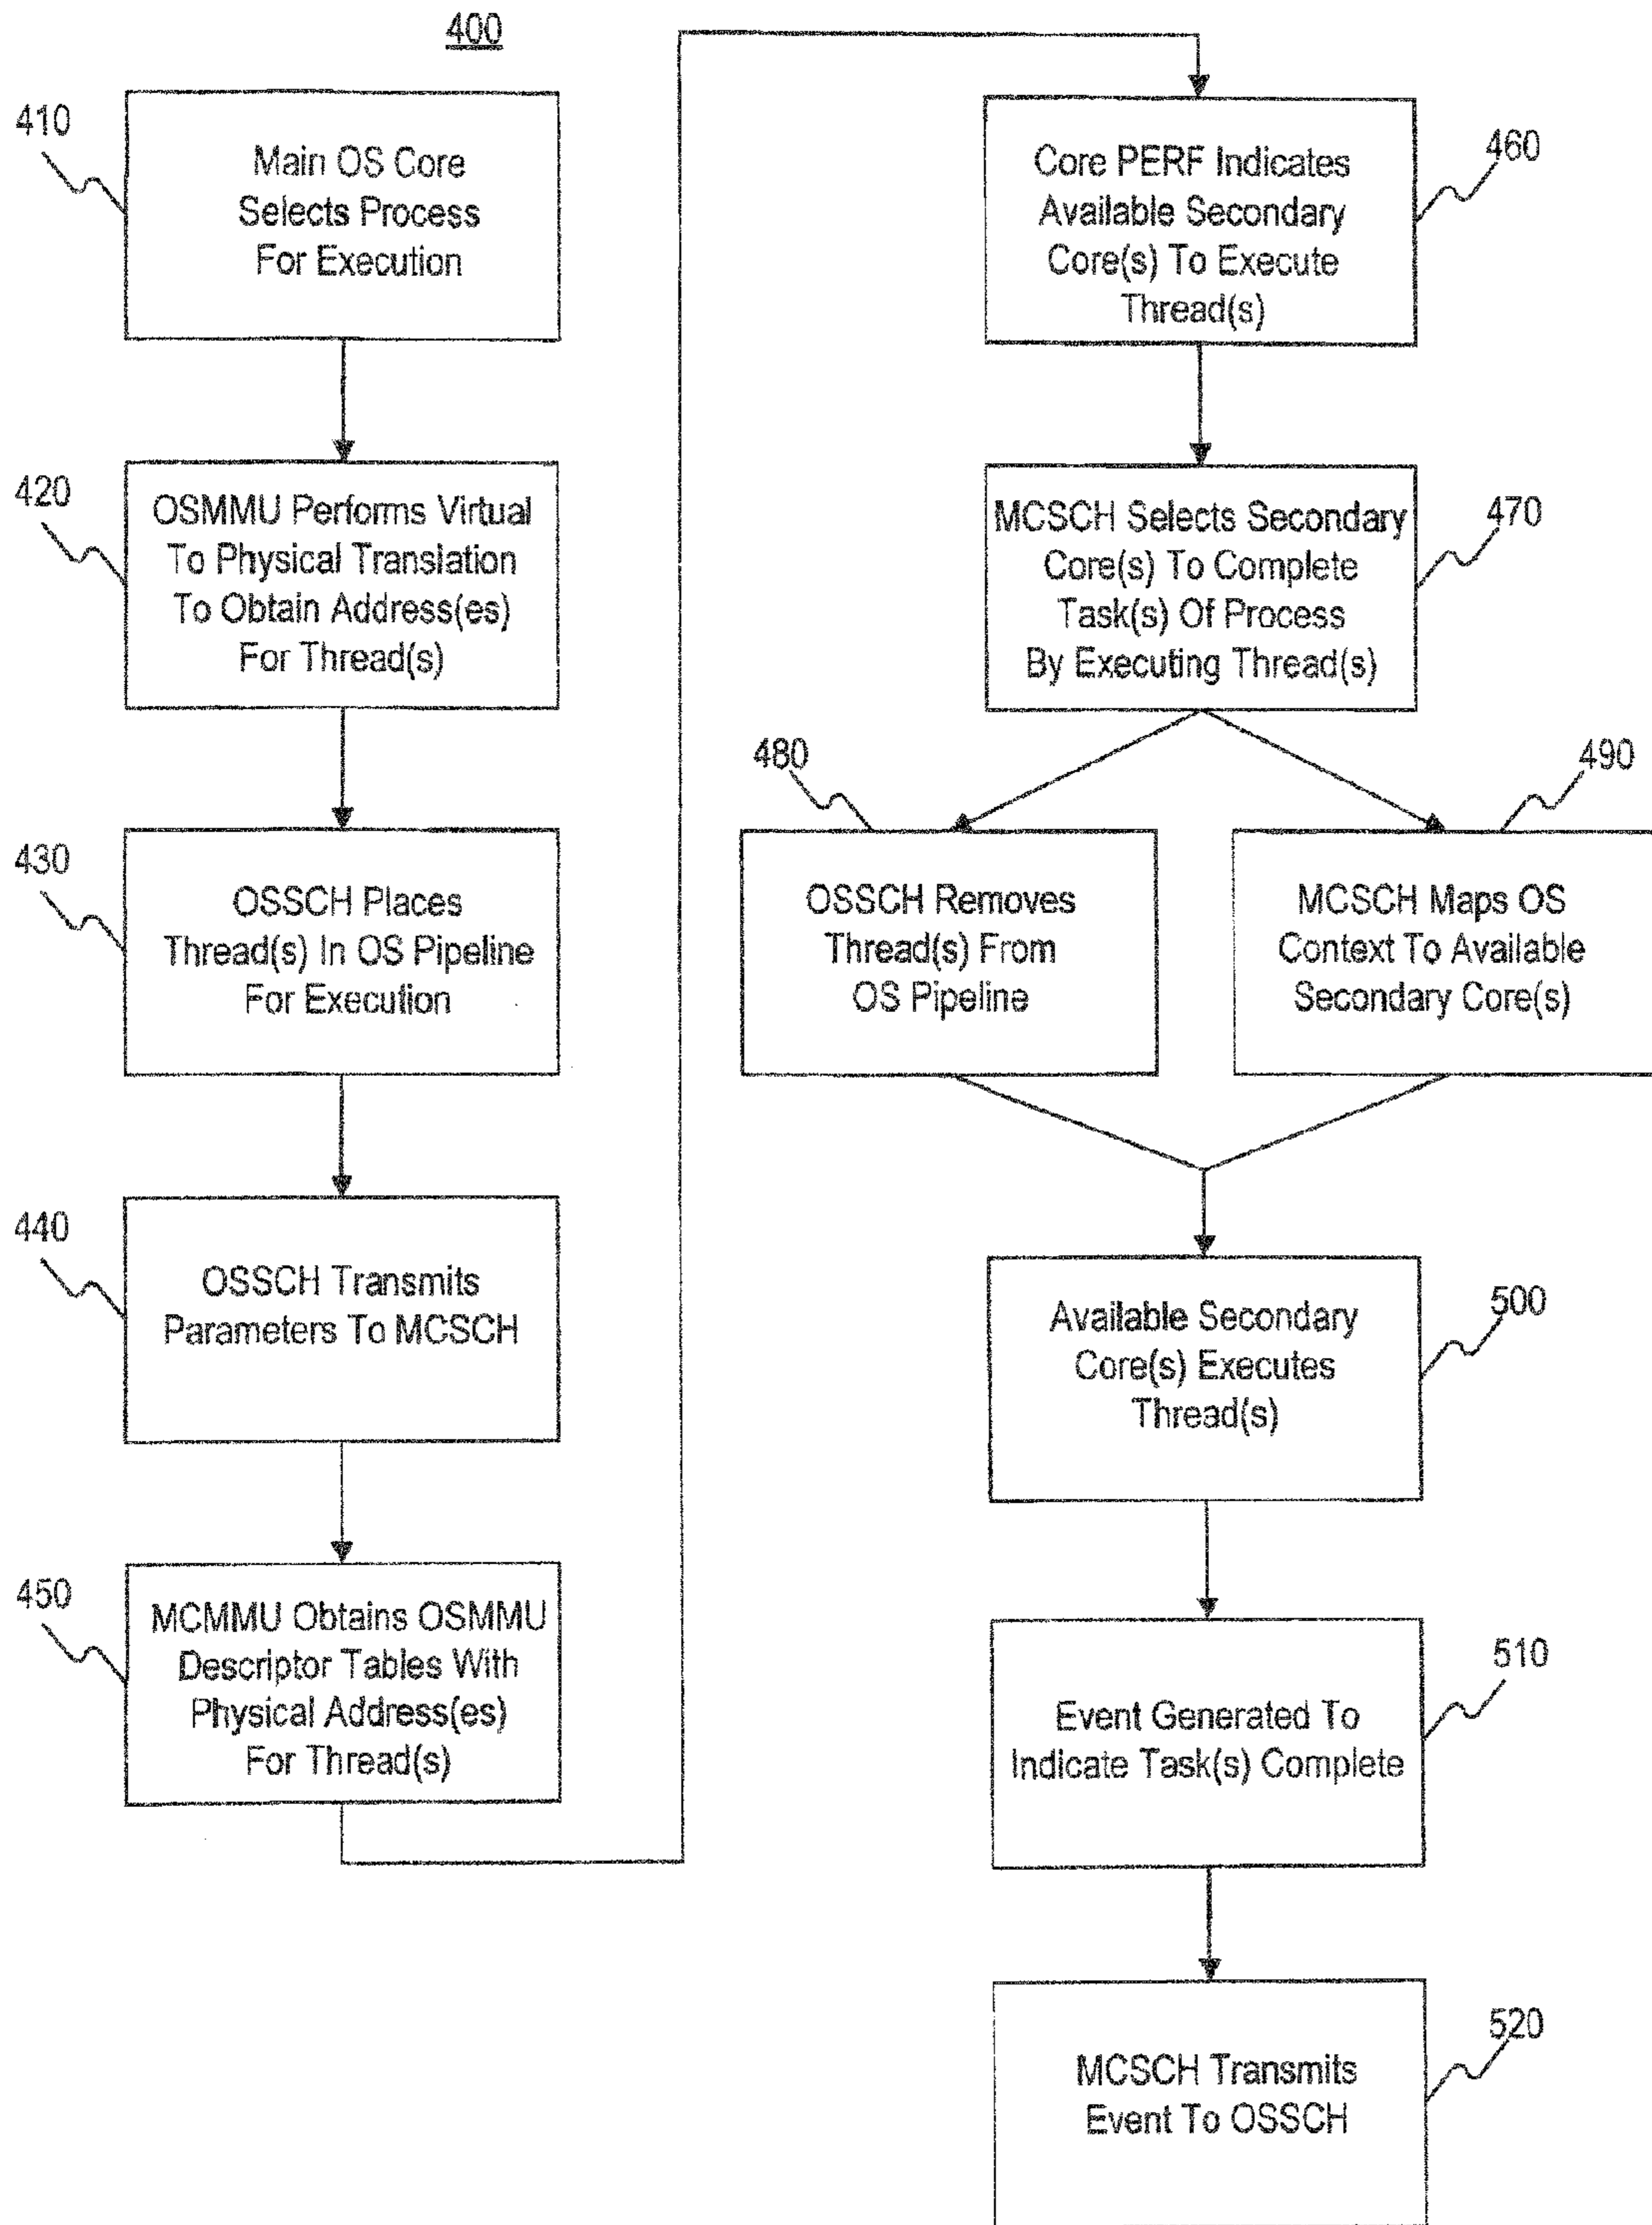 400
410
Main OS Core
Selects Process
For Execution
420
OSMMU Performs Virtual
To Physical Translation
To Obtain Address(es)
For Thread(s)
430
OSSCH Places
Thread(s) In OS Pipeline
For Execution
440
OSSCH Transmits
Parameters To MCSCH
450
MCMMU Obtains OSMMU
Descriptor Tables With
Physical Address(es)
For Thread(s)
460
Core PERF Indicates
Available Secondary
Core(s) To Execute
Thread(s)
470
MCSCH Selects Secondary
Core(s) To Complete
Task(s) Of Process
By Executing Thread(s)
480
OSSCH Removes
Thread(s) From
OS Pipeline
490
MCSCH Maps OS
Context To Available
Secondary Core(s)
500
Available Secondary
Core(s) Executes
Thread(s)
510
Event Generated To
Indicate Task(s) Complete
520
MCSCH Transmits
Event To OSSCH